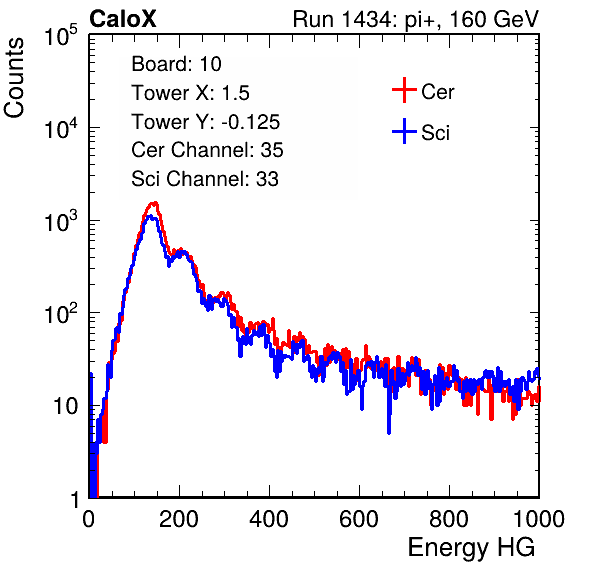 CaloX Run 1434: pi+, 160 GeV
Board: 10
Tower X: 1.5
Tower Y: -0.125
Cer Channel: 35
Sci Channel: 33
Cer
Sci
Counts
10^5
10^4
10^3
10^2
10
1
0 200 400 600 800 1000
Energy HG